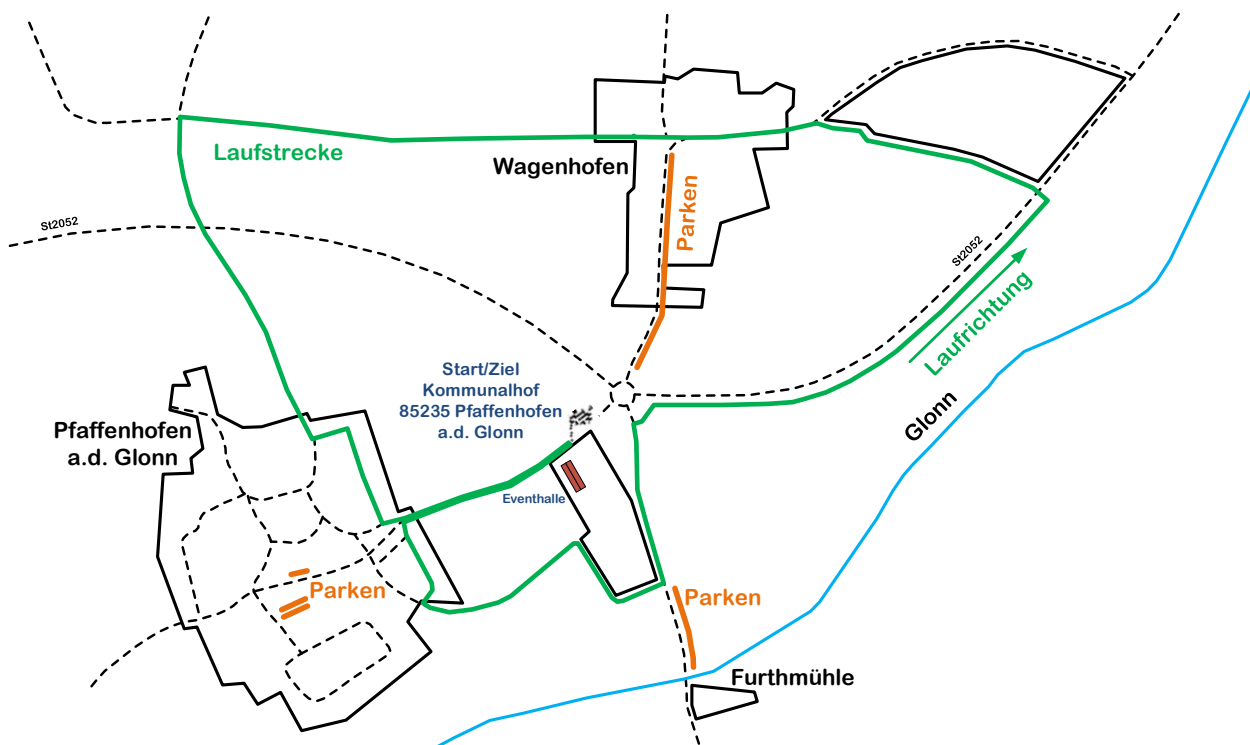 Laufstrecke
Wagenhofen
Parken
St2052
St2052
Laufrichtung
Start/Ziel
Kommunalhof
85235 Pfaffenhofen
a.d. Glonn
Glonn
Pfaffenhofen
a.d. Glonn
Eventhalle
Parken
Parken
Furthmühle